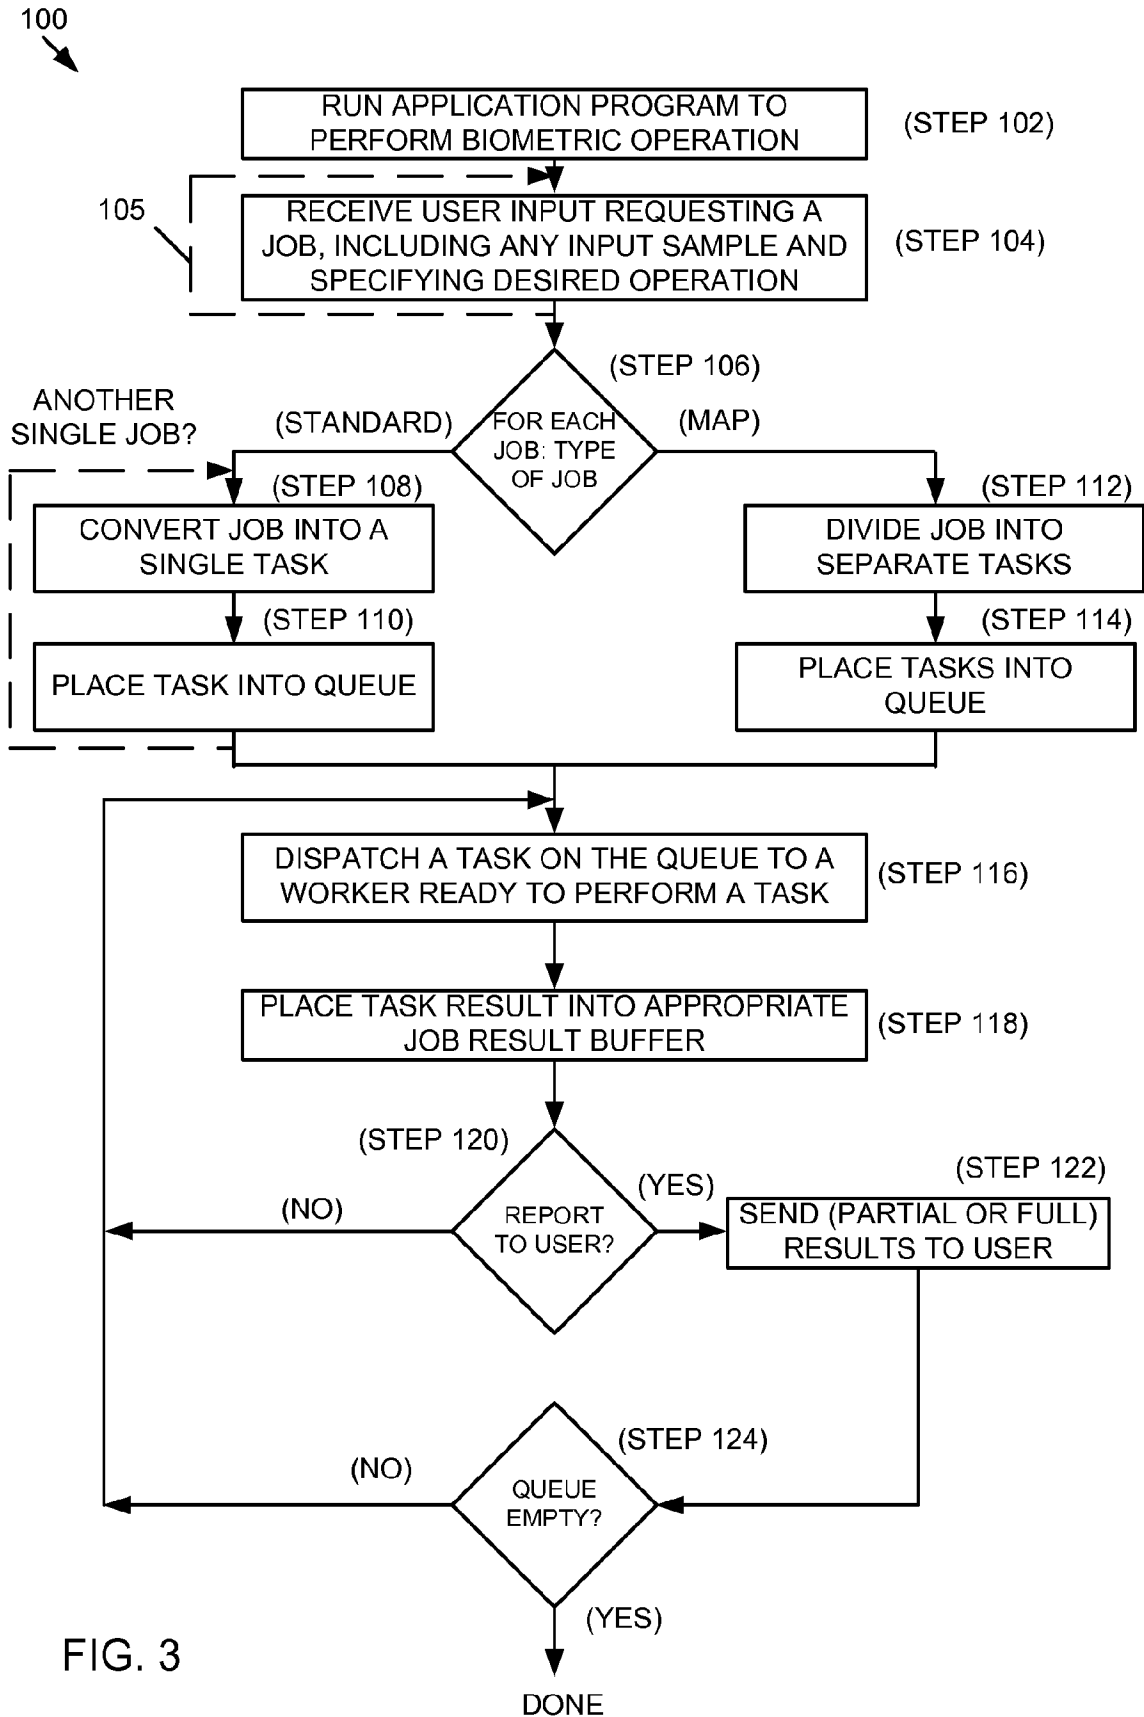 100
RUN APPLICATION PROGRAM TO
PERFORM BIOMETRIC OPERATION
(STEP 102)
105
RECEIVE USER INPUT REQUESTING A
JOB, INCLUDING ANY INPUT SAMPLE AND
SPECIFYING DESIRED OPERATION
(STEP 104)
(STEP 106)
FOR EACH
JOB: TYPE
OF JOB
(STANDARD)
(MAP)
ANOTHER
SINGLE JOB?
(STEP 108)
CONVERT JOB INTO A
SINGLE TASK
(STEP 110)
PLACE TASK INTO QUEUE
(STEP 112)
DIVIDE JOB INTO
SEPARATE TASKS
(STEP 114)
PLACE TASKS INTO
QUEUE
DISPATCH A TASK ON THE QUEUE TO A
WORKER READY TO PERFORM A TASK
(STEP 116)
PLACE TASK RESULT INTO APPROPRIATE
JOB RESULT BUFFER
(STEP 118)
(STEP 120)
REPORT
TO USER?
(NO)
(YES)
(STEP 122)
SEND (PARTIAL OR FULL)
RESULTS TO USER
(STEP 124)
QUEUE
EMPTY?
(NO)
(YES)
DONE
FIG. 3